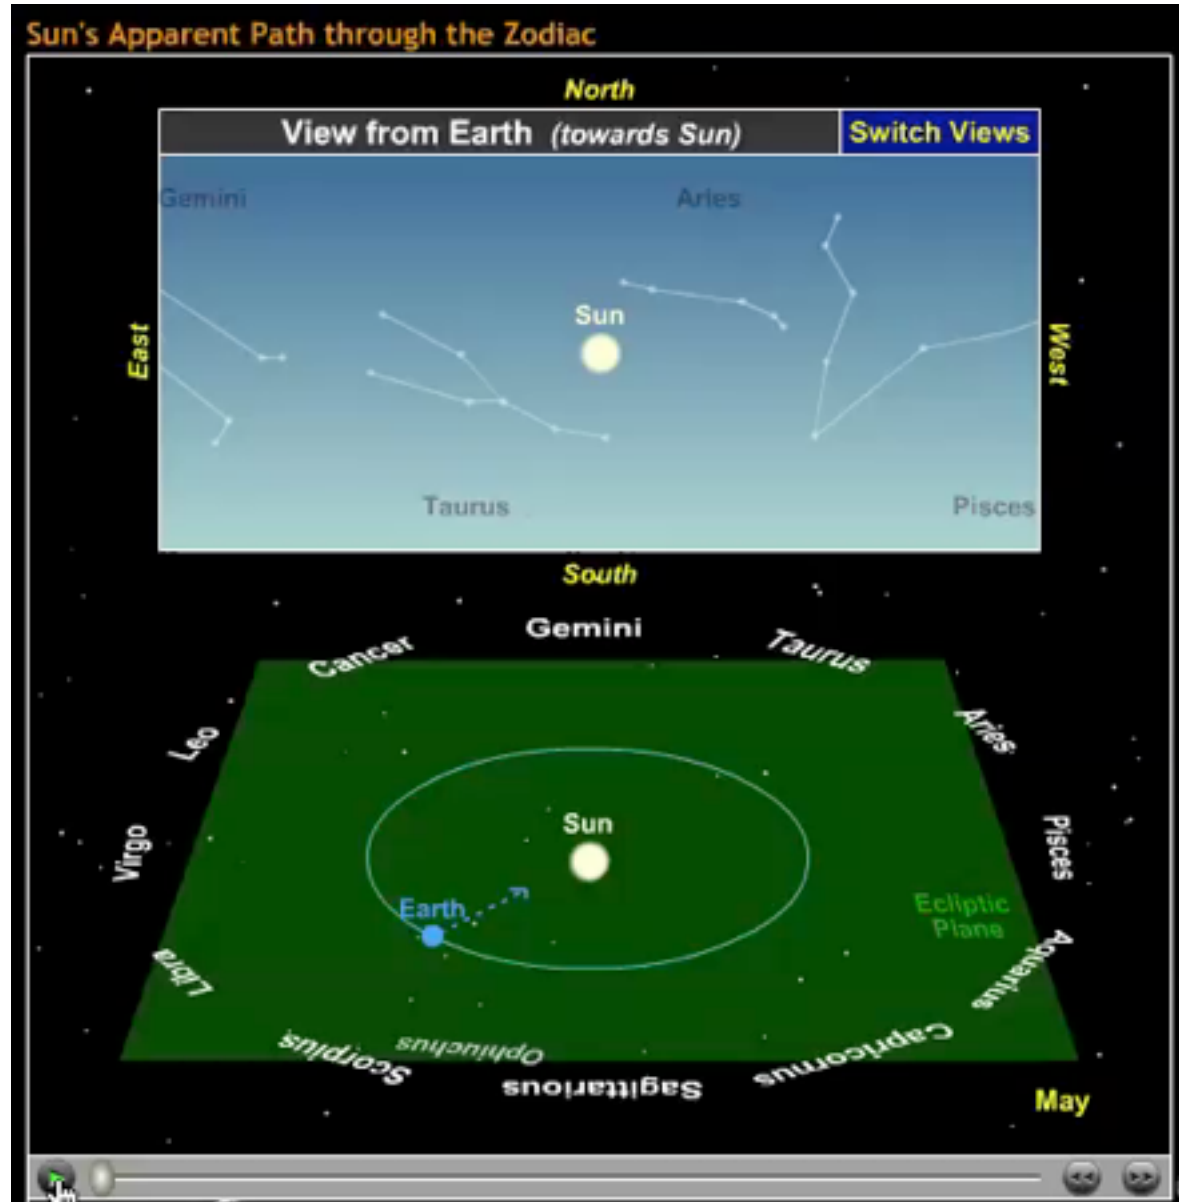 Sun's Apparent Path through the Zodiac
North
View from Earth (towards Sun)
Switch Views
Gemini
Aries
Sun
East
West
Taurus
Pisces
South
Gemini
Cancer
Taurus
Leo
Aries
Sun
Virgo
Pisces
Earth
Ecliptic
Plane
Libra
Aquarius
Scorpius
Ophiuchus
Capricornus
Sagittarious
May